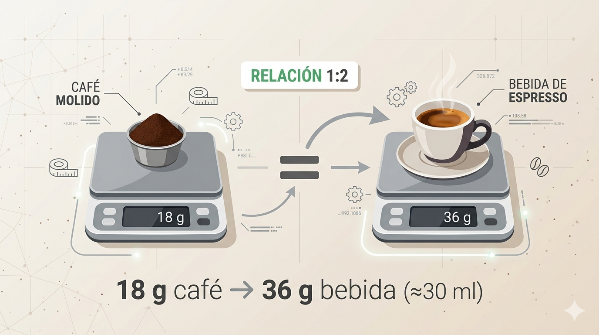 RELACIÓN 1:2
CAFÉ
MOLIDO
BEBIDA DE
ESPRESSO
18 g
36 g
18 g café → 36 g bebida (≈30 ml)